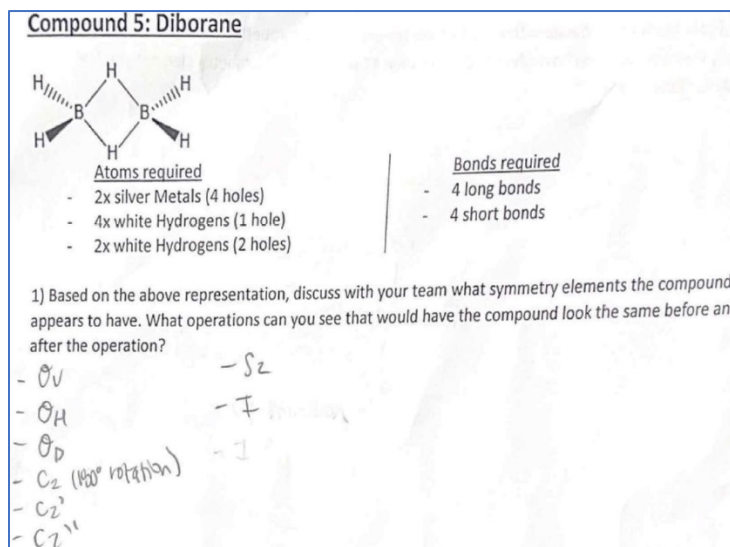 Compound 5: Diborane
H
H H
B B
H H
H
Atoms required
- 2x silver Metals (4 holes)
- 4x white Hydrogens (1 hole)
- 2x white Hydrogens (2 holes)
Bonds required
- 4 long bonds
- 4 short bonds
1) Based on the above representation, discuss with your team what symmetry elements the compound
appears to have. What operations can you see that would have the compound look the same before an
after the operation?
- σv
- σH
- σD
- C2 (180° rotation)
- C2'
- C2"
- S2
- I
- I